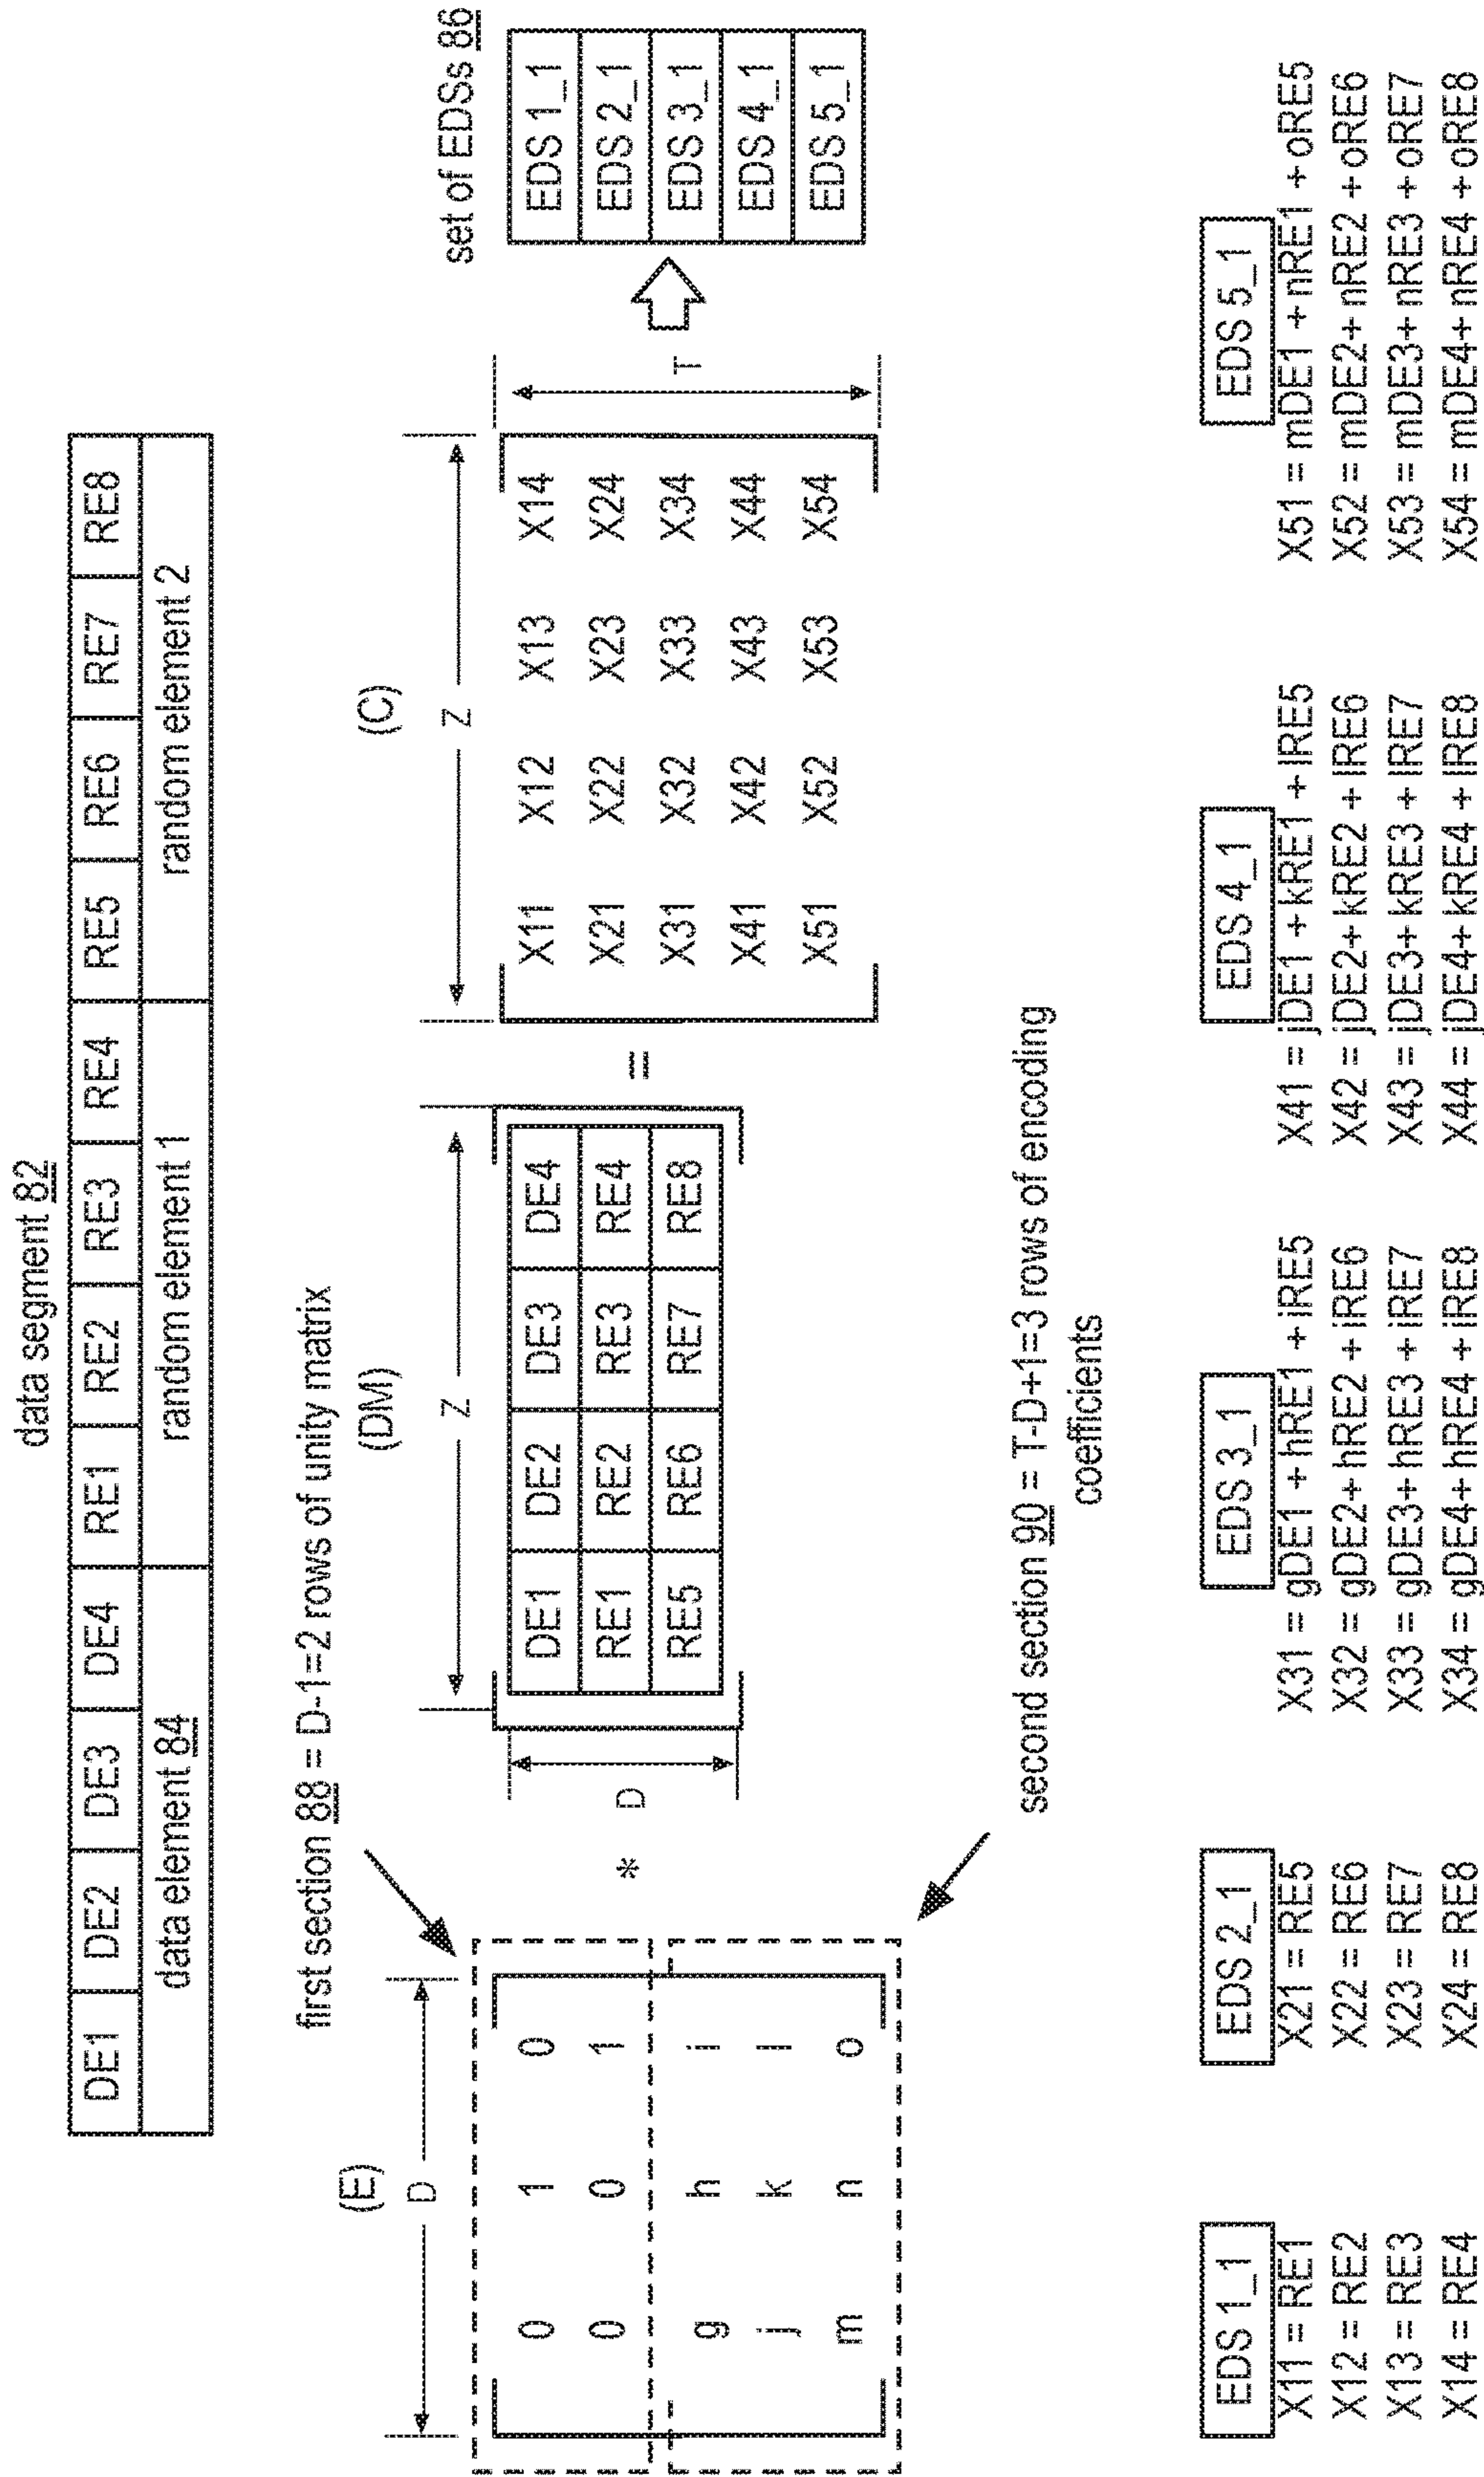 data segment 82
DE1 DE2 DE3 DE4 RE1 RE2 RE3 RE4 RE5 RE6 RE7 RE8
data element 84 random element 1 random element 2
first section 88 = D-1=2 rows of unity matrix
(E) (DM) (C)
D Z Z
set of EDSs 86
0 1 0
0 0 1
g h i
j k l
m n o
*
D
DE1 DE2 DE3 DE4
RE1 RE2 RE3 RE4
RE5 RE6 RE7 RE8
=
X11 X12 X13 X14
X21 X22 X23 X24
X31 X32 X33 X34
X41 X42 X43 X44
X51 X52 X53 X54
T
EDS 1_1
EDS 2_1
EDS 3_1
EDS 4_1
EDS 5_1
second section 90 = T-D+1=3 rows of encoding
coefficients
EDS 1_1
X11 = RE1
X12 = RE2
X13 = RE3
X14 = RE4
EDS 2_1
X21 = RE5
X22 = RE6
X23 = RE7
X24 = RE8
EDS 3_1
X31 = gDE1 + hRE1 + iRE5
X32 = gDE2+ hRE2 + iRE6
X33 = gDE3+ hRE3 + iRE7
X34 = gDE4+ hRE4 + iRE8
EDS 4_1
X41 = jDE1 + kRE1 + lRE5
X42 = jDE2+ kRE2 + lRE6
X43 = jDE3+ kRE3 + lRE7
X44 = jDE4+ kRE4 + lRE8
EDS 5_1
X51 = mDE1 + nRE1 + oRE5
X52 = mDE2+ nRE2 + oRE6
X53 = mDE3+ nRE3 + oRE7
X54 = mDE4+ nRE4 + oRE8